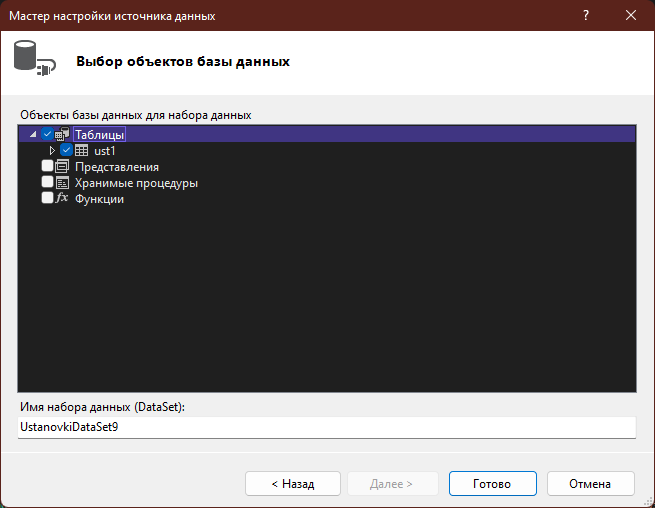 Мастер настройки источника данных
?
Выбор объектов базы данных
Объекты базы данных для набора данных
Таблицы
ust1
Представления
Хранимые процедуры
fx Функции
Имя набора данных (DataSet):
UstanovkiDataSet9
< Назад Далее > Готово Отмена